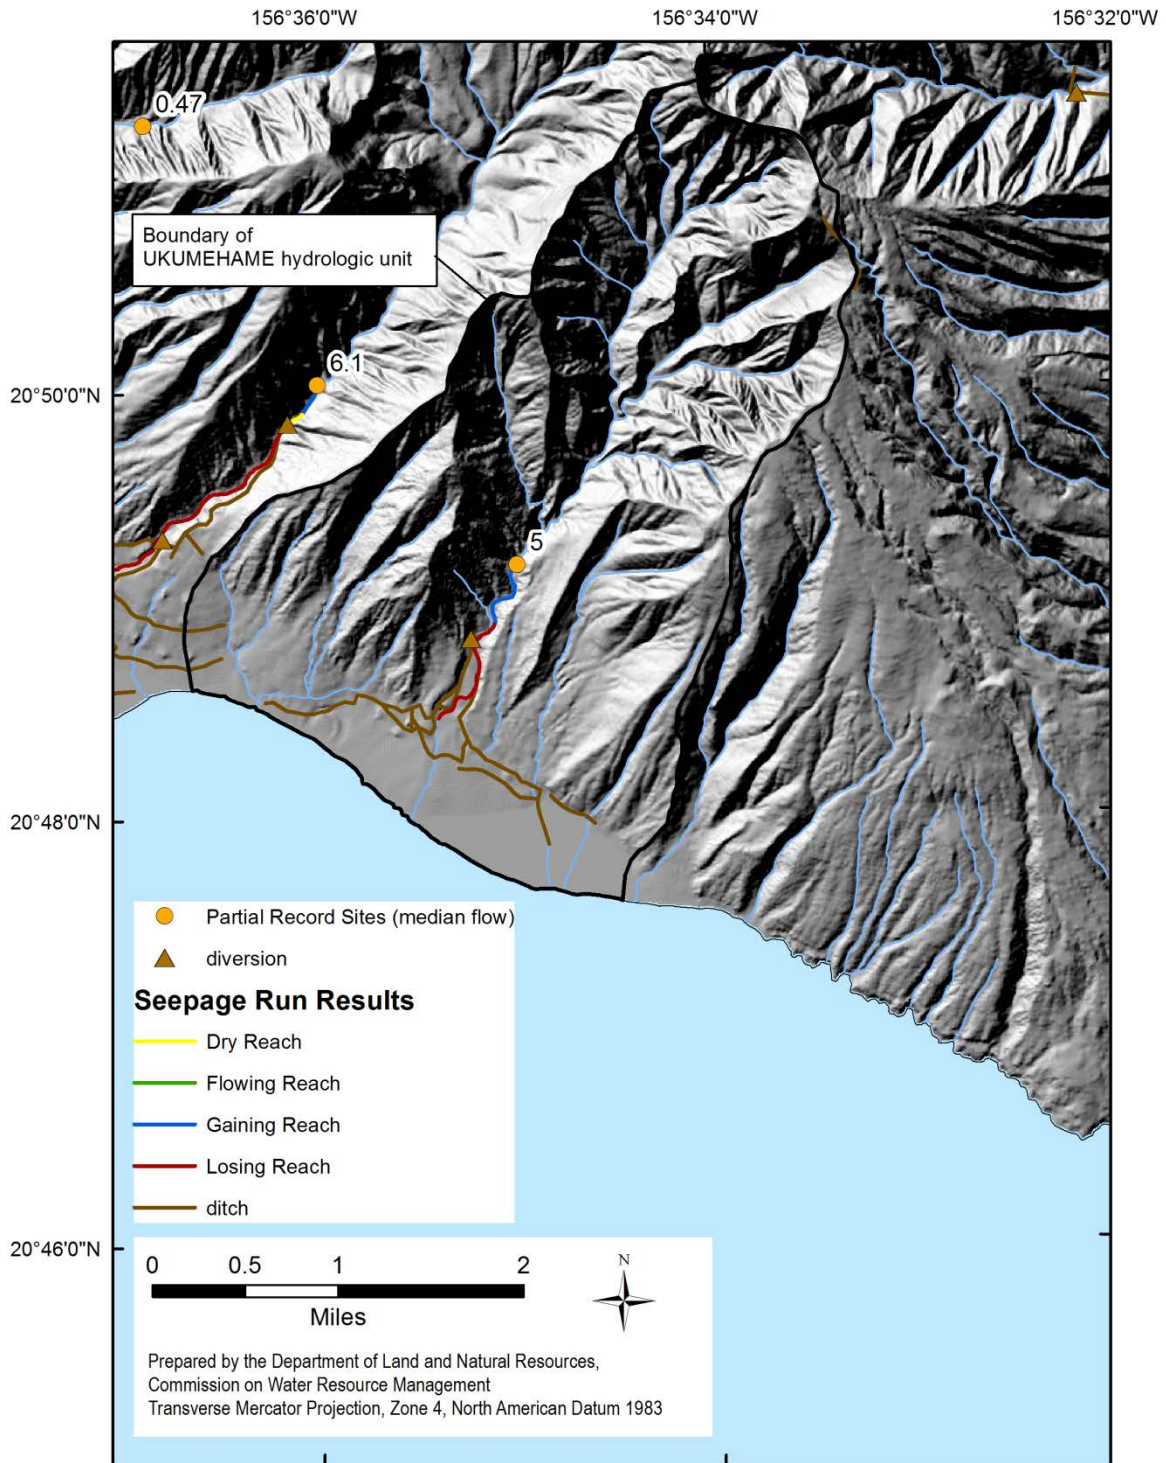 156°36'0"W
156°34'0"W
156°32'0"W
0.47
Boundary of
UKUMEHAME hydrologic unit
6.1
20°50'0"N
5
20°48'0"N
Partial Record Sites (median flow)
diversion
Seepage Run Results
Dry Reach
Flowing Reach
Gaining Reach
Losing Reach
ditch
20°46'0"N
0 0.5 1 2
Miles
N
Prepared by the Department of Land and Natural Resources,
Commission on Water Resource Management
Transverse Mercator Projection, Zone 4, North American Datum 1983